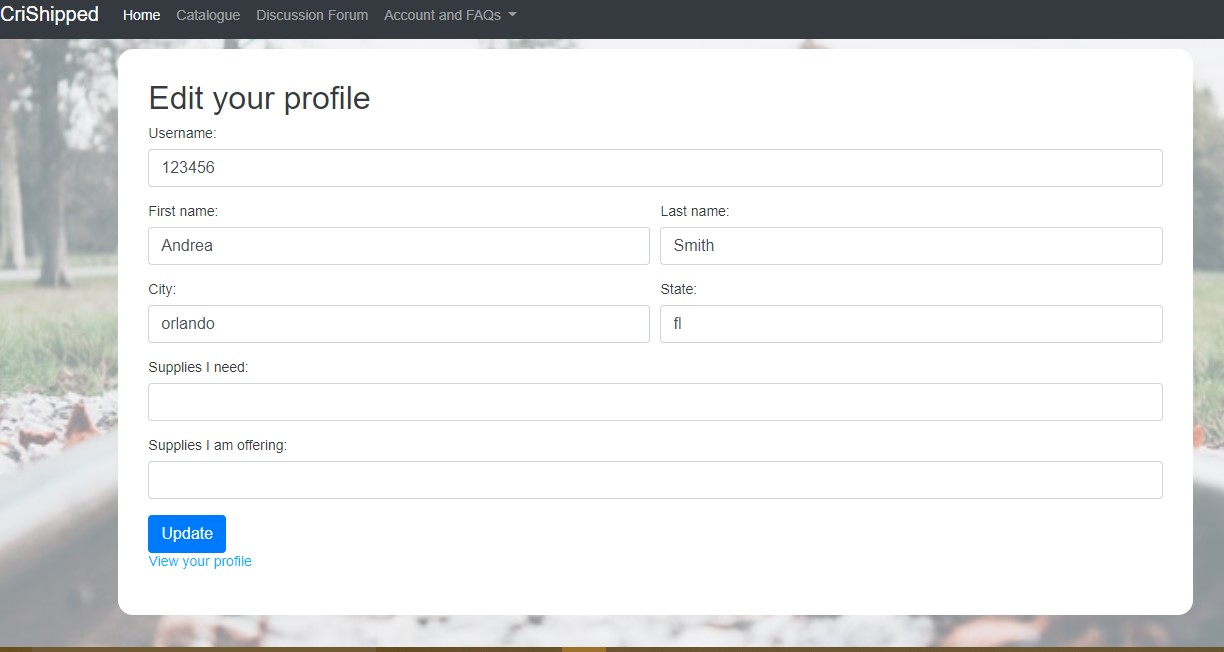 CriShipped Home Catalogue Discussion Forum Account and FAQs
Edit your profile
Username:
123456
First name: Last name:
Andrea Smith
City: State:
orlando fl
Supplies I need:
Supplies I am offering:
Update
View your profile